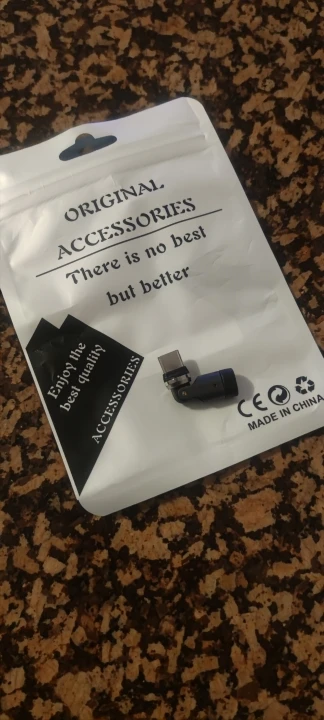 ORIGINAL
ACCESSORIES
There is no best
but better
Enjoy the
best quality
ACCESSORIES
CE
MADE IN CHINA